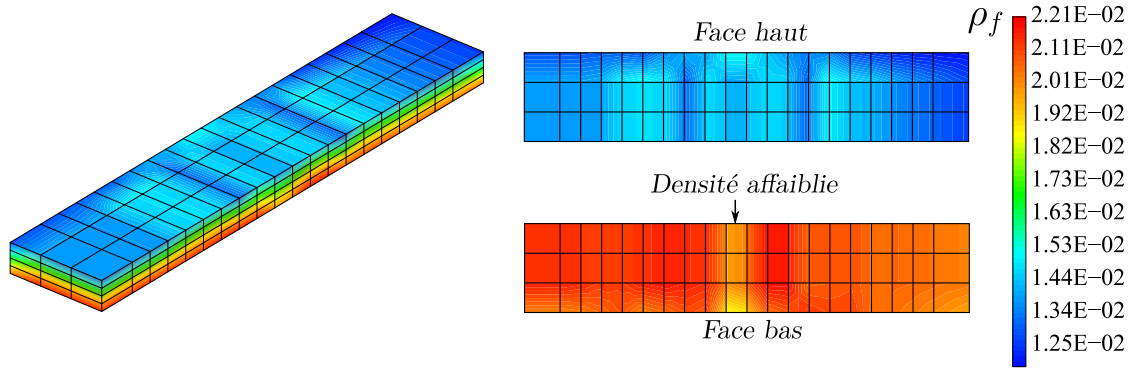 Face haut
Densité affaiblie
Face bas
ρf
2.21E−02
2.11E−02
2.01E−02
1.92E−02
1.82E−02
1.73E−02
1.63E−02
1.53E−02
1.44E−02
1.34E−02
1.25E−02